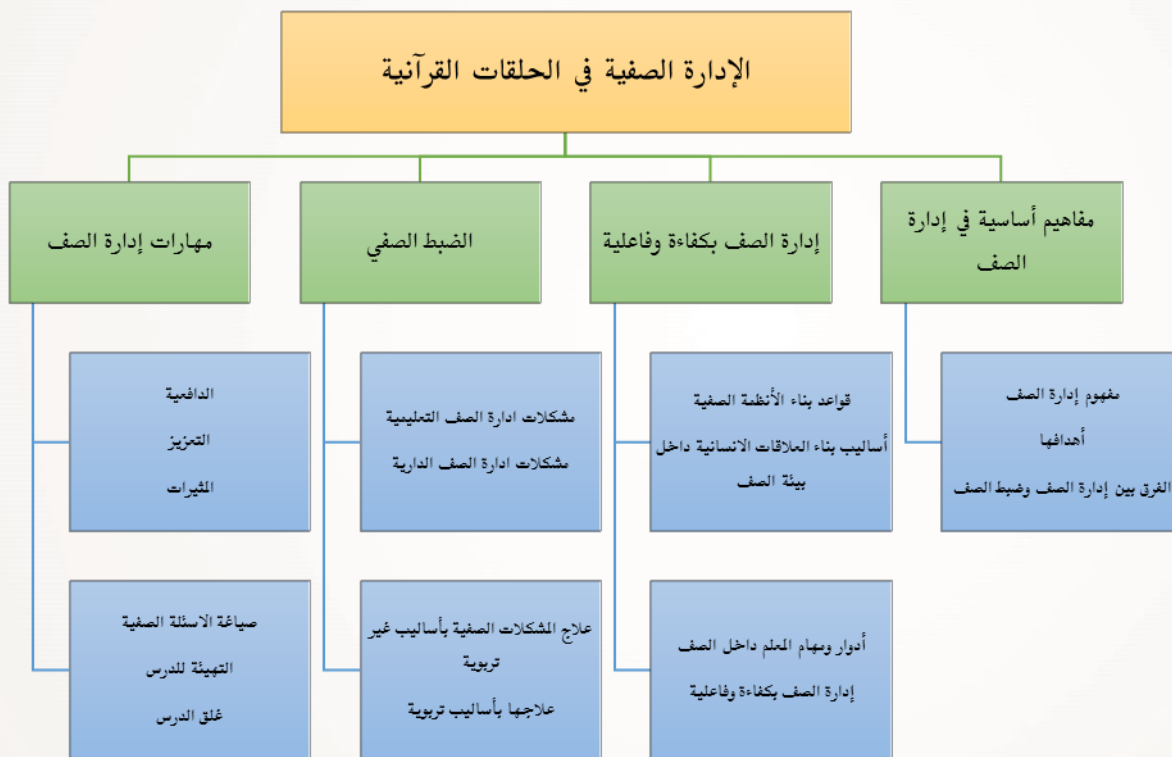 الإدارة الصفية في الحلقات القرآنية
مفاهيم أساسية في إدارة
الصف
إدارة الصف بكفاءة وفاعلية
الضبط الصفي
مهارات إدارة الصف
مفهوم إدارة الصف
أهدافها
الفرق بين إدارة الصف وضبط الصف
قواعد بناء الأنظمة الصفية
أساليب بناء العلاقات الانسانية داخل
بيئة الصف
مشكلات ادارة الصف التعليمية
مشكلات ادارة الصف الدارية
الدافعية
التعزيز
المثيرات
أدوار ومهام المعلم داخل الصف
إدارة الصف بكفاءة وفاعلية
علاج المشكلات الصفية بأساليب غير
تربوية
علاجها بأساليب تربوية
صياغة الاسئلة الصفية
التهيئة للدرس
غلق الدرس